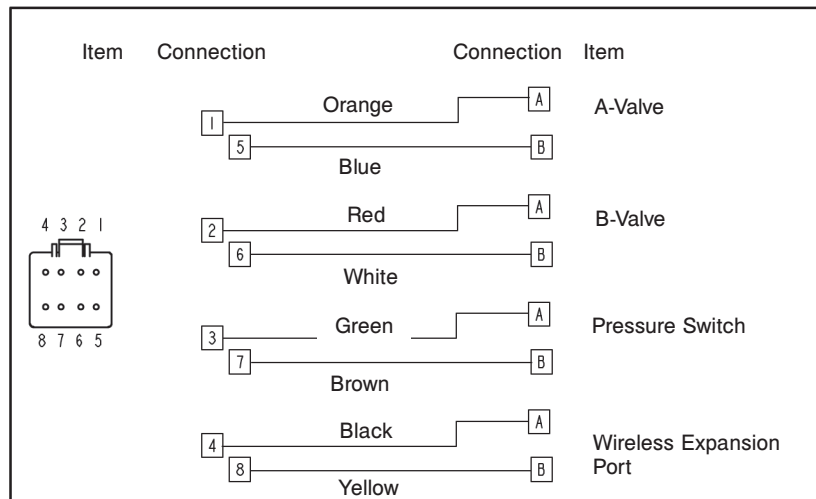 Item Connection Connection Item
Orange A A-Valve
1
5 B
Blue
Red A B-Valve
2
6 B
White
4 3 2 1
8 7 6 5
Green A Pressure Switch
3
7 B
Brown
Black A
4 Wireless Expansion
8 B Port
Yellow